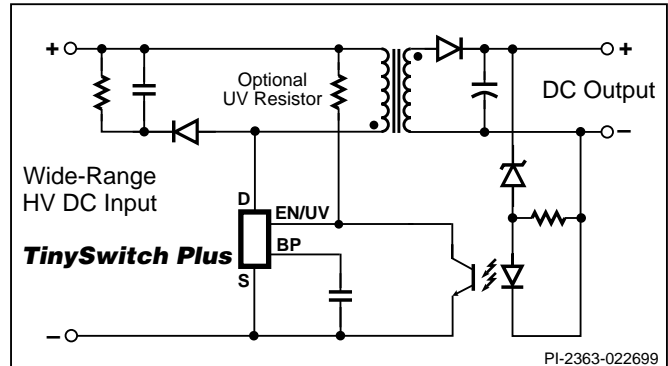 +
+
Optional
UV Resistor
DC Output
−
Wide-Range
HV DC Input
D
EN/UV
BP
TinySwitch Plus
S
−
PI-2363-022699